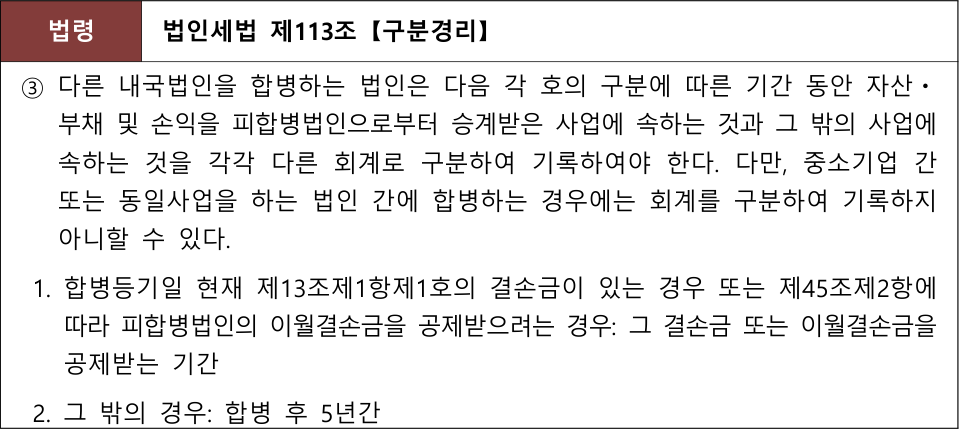 법령 법인세법 제113조【구분경리】
③ 다른 내국법인을 합병하는 법인은 다음 각 호의 구분에 따른 기간 동안 자산·
부채 및 손익을 피합병법인으로부터 승계받은 사업에 속하는 것과 그 밖의 사업에
속하는 것을 각각 다른 회계로 구분하여 기록하여야 한다. 다만, 중소기업 간
또는 동일사업을 하는 법인 간에 합병하는 경우에는 회계를 구분하여 기록하지
아니할 수 있다.
1. 합병등기일 현재 제13조제1항제1호의 결손금이 있는 경우 또는 제45조제2항에
따라 피합병법인의 이월결손금을 공제받으려는 경우: 그 결손금 또는 이월결손금을
공제받는 기간
2. 그 밖의 경우: 합병 후 5년간